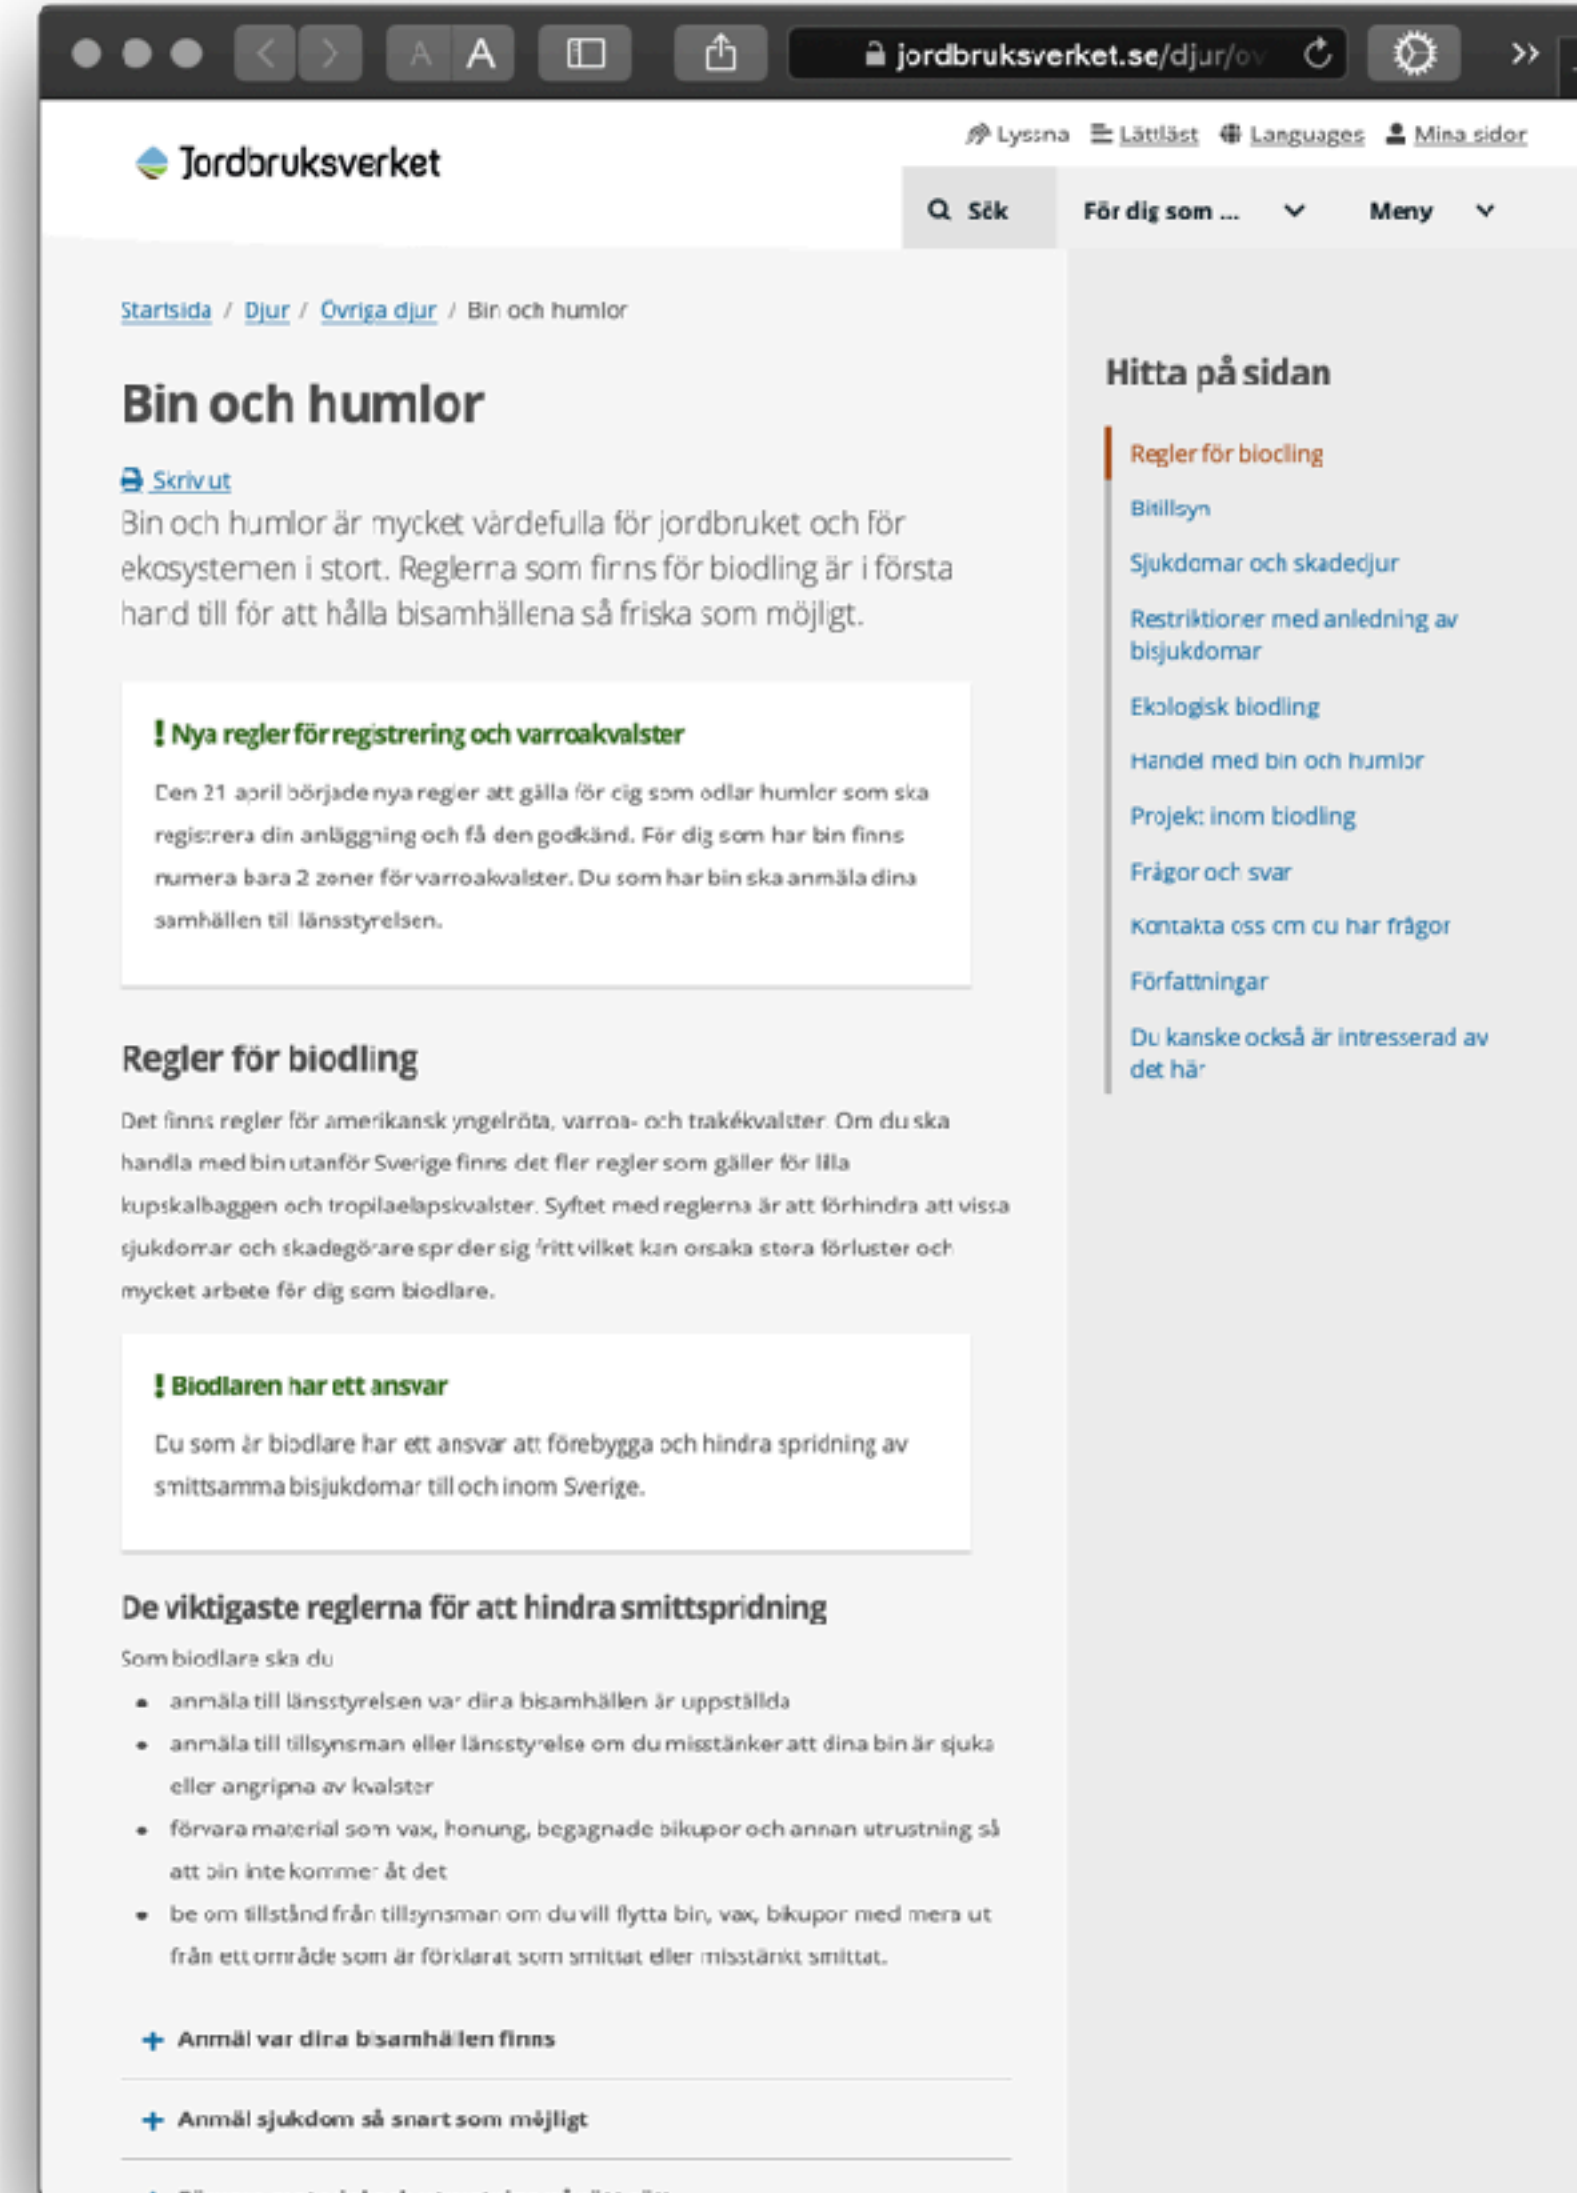 A A jordbruksverket.se/djur/ov
Jordbruksverket
Lyssna Lättläst Languages Mina sidor
Sök För dig som ... Meny
Startsida / Djur / Övriga djur / Bin och humlor
Bin och humlor
Skriv ut
Bin och humlor är mycket värdefulla för jordbruket och för
ekosystemen i stort. Reglerna som finns för biodling är i första
hand till för att hålla bisamhällena så friska som möjligt.
! Nya regler för registrering och varroakvalster
Den 21 april började nya regler att gälla för dig som odlar humlor som ska
registrera din anläggning och få den godkänd. För dig som har bin finns
numera bara 2 zoner för varroakvalster. Du som har bin ska anmäla dina
samhällen till länsstyrelsen.
Regler för biodling
Det finns regler för amerikansk yngelröta, varroa- och trakékvalster. Om du ska
handla med bin utanför Sverige finns det fler regler som gäller för lilla
kupskalbaggen och tropilaelapskvalster. Syftet med reglerna är att förhindra att vissa
sjukdomar och skadegörare sprider sig fritt vilket kan orsaka stora förluster och
mycket arbete för dig som biodlare.
! Biodlaren har ett ansvar
Du som är biodlare har ett ansvar att förebygga och hindra spridning av
smittsamma bisjukdomar till och inom Sverige.
De viktigaste reglerna för att hindra smittspridning
Som biodlare ska du
• anmäla till länsstyrelsen var dina bisamhällen är uppställda
• anmäla till tillsynsman eller länsstyrelse om du misstänker att dina bin är sjuka
eller angripna av kvalster
• förvara material som vax, honung, begagnade bikupor och annan utrustning så
att bin inte kommer åt det
• be om tillstånd från tillsynsman om du vill flytta bin, vax, bikupor med mera ut
från ett område som är förklarat som smittat eller misstänkt smittat.
+ Anmäl var dina bisamhällen finns
+ Anmäl sjukdom så snart som möjligt
Hitta på sidan
Regler för biodling
Bitillsyn
Sjukdomar och skadedjur
Restriktioner med anledning av
bisjukdomar
Ekologisk biodling
Handel med bin och humlor
Projekt inom biodling
Frågor och svar
Kontakta oss om du har frågor
Författningar
Du kanske också är intresserad av
det här